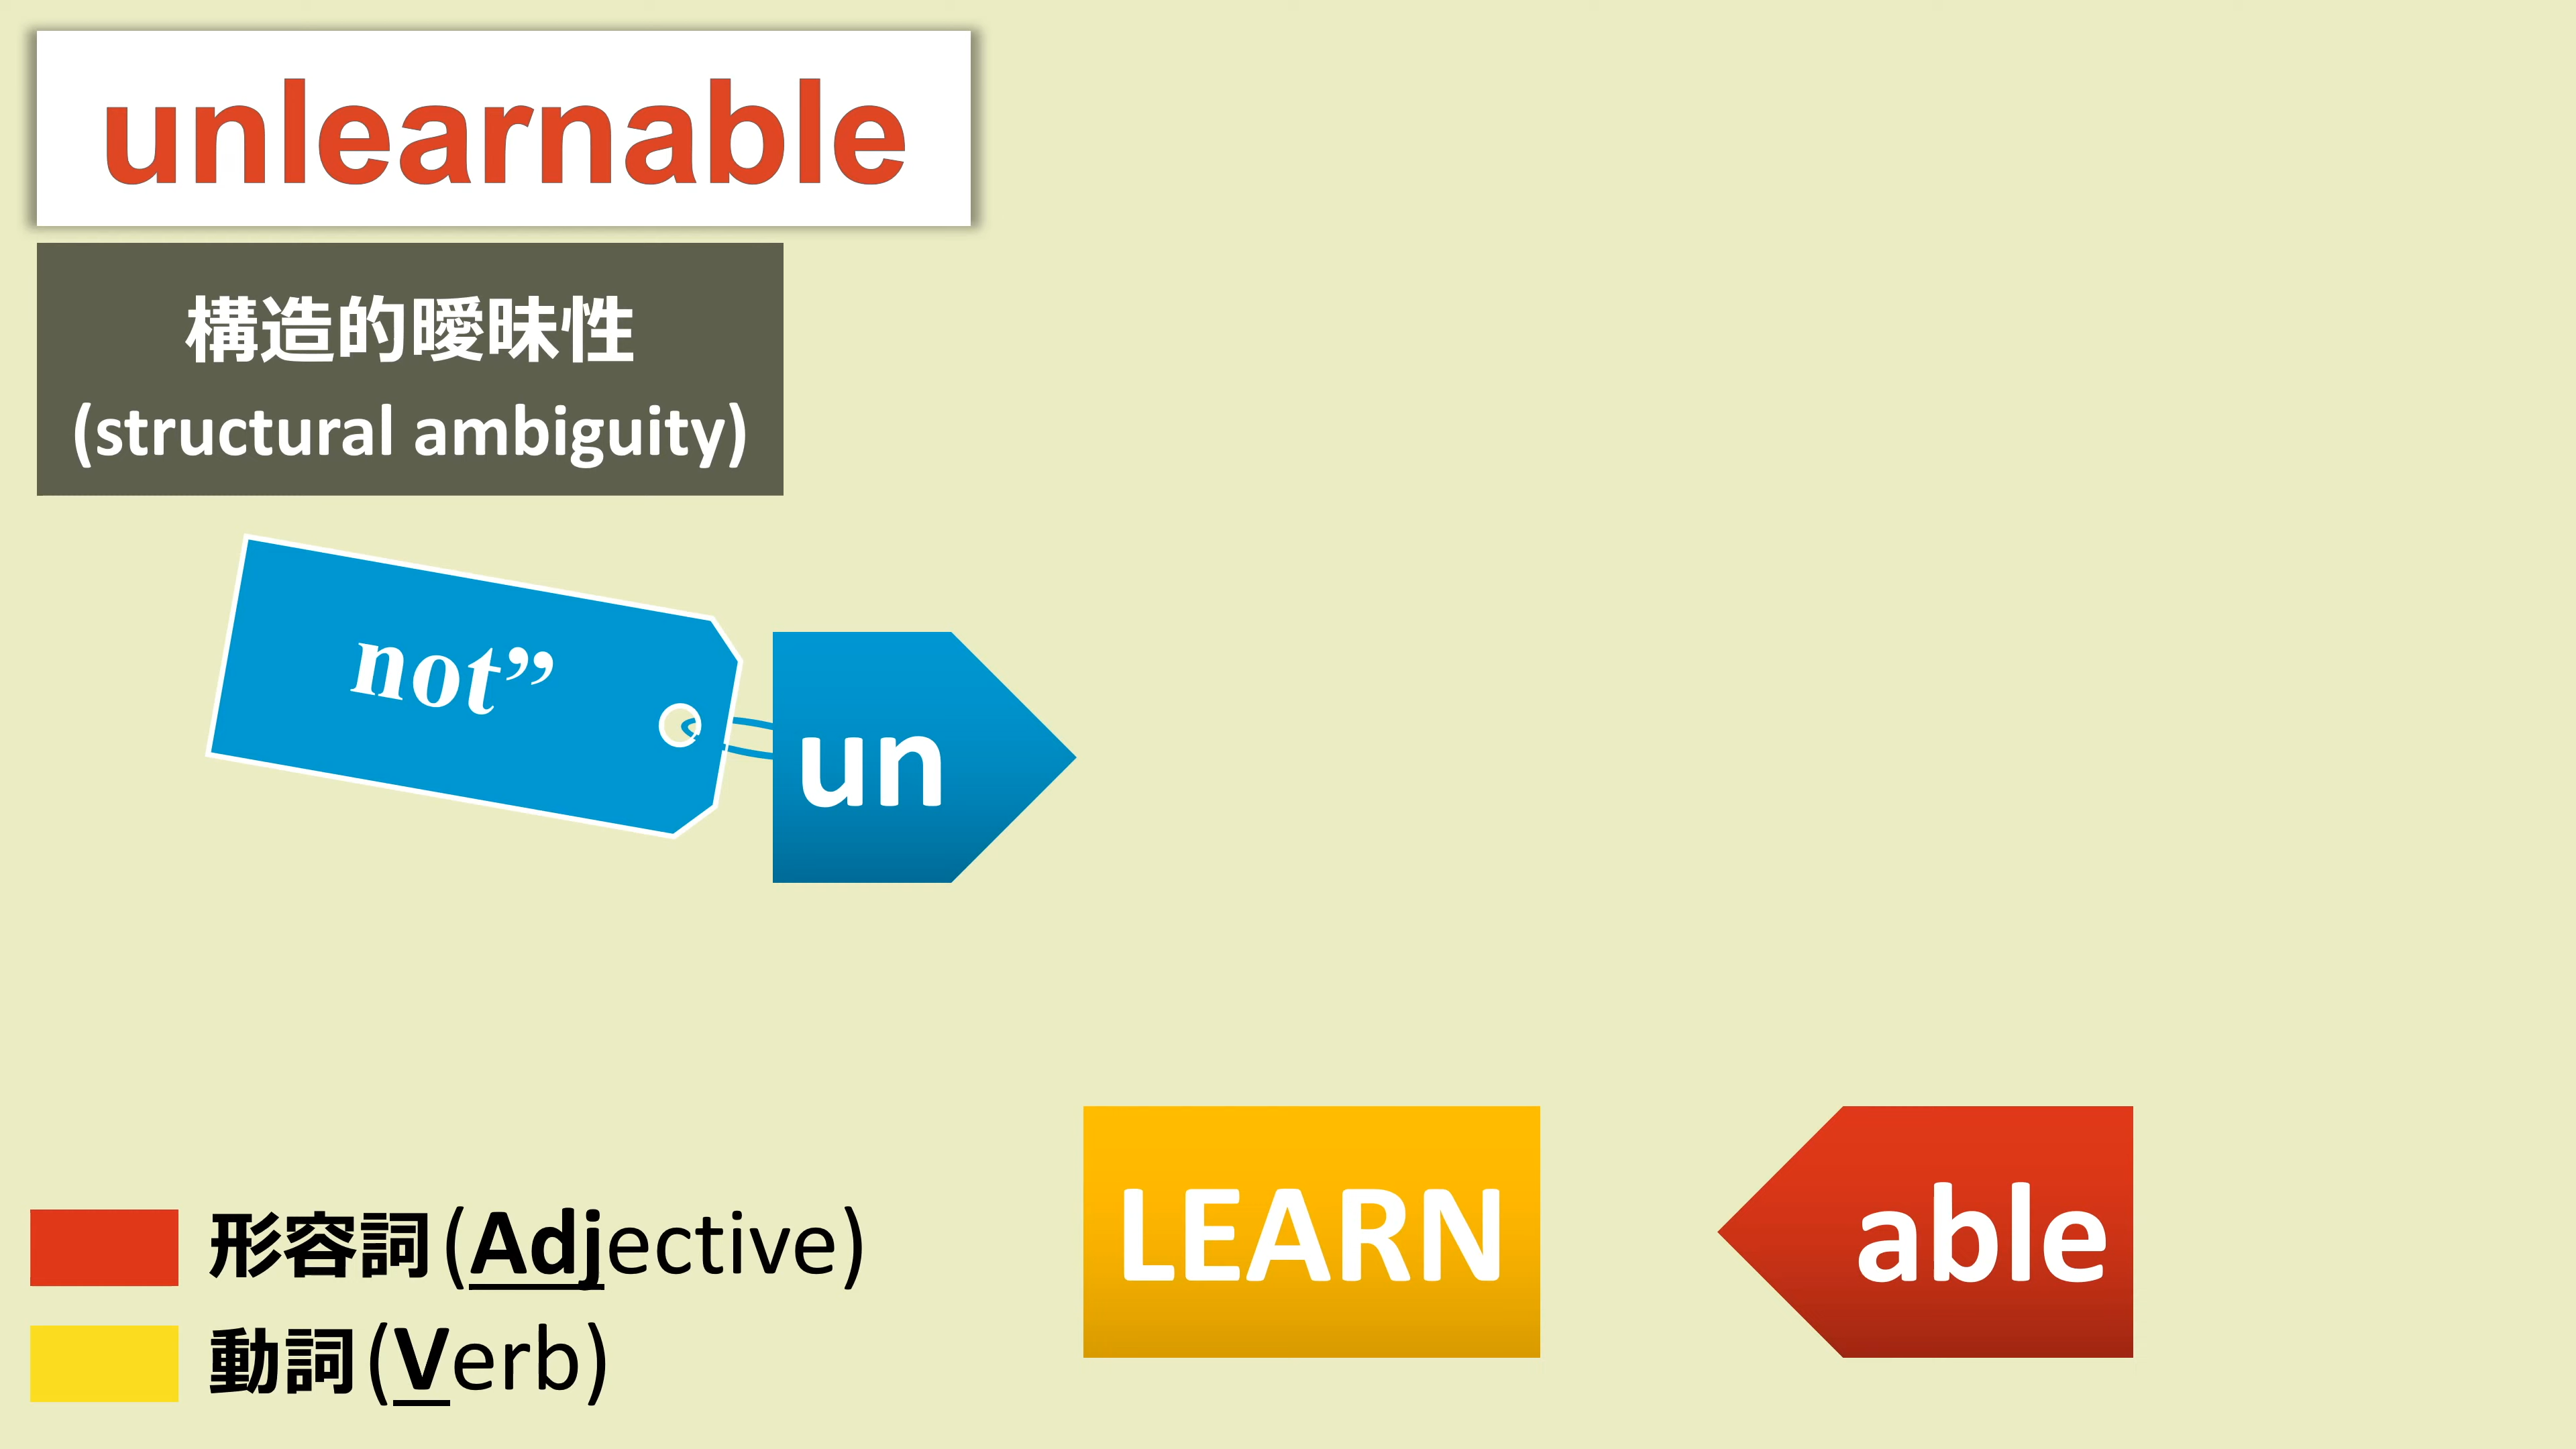 unlearnable
構造的曖昧性
(structural ambiguity)
not”
un
LEARN
able
形容詞(Adjective)
動詞(Verb)